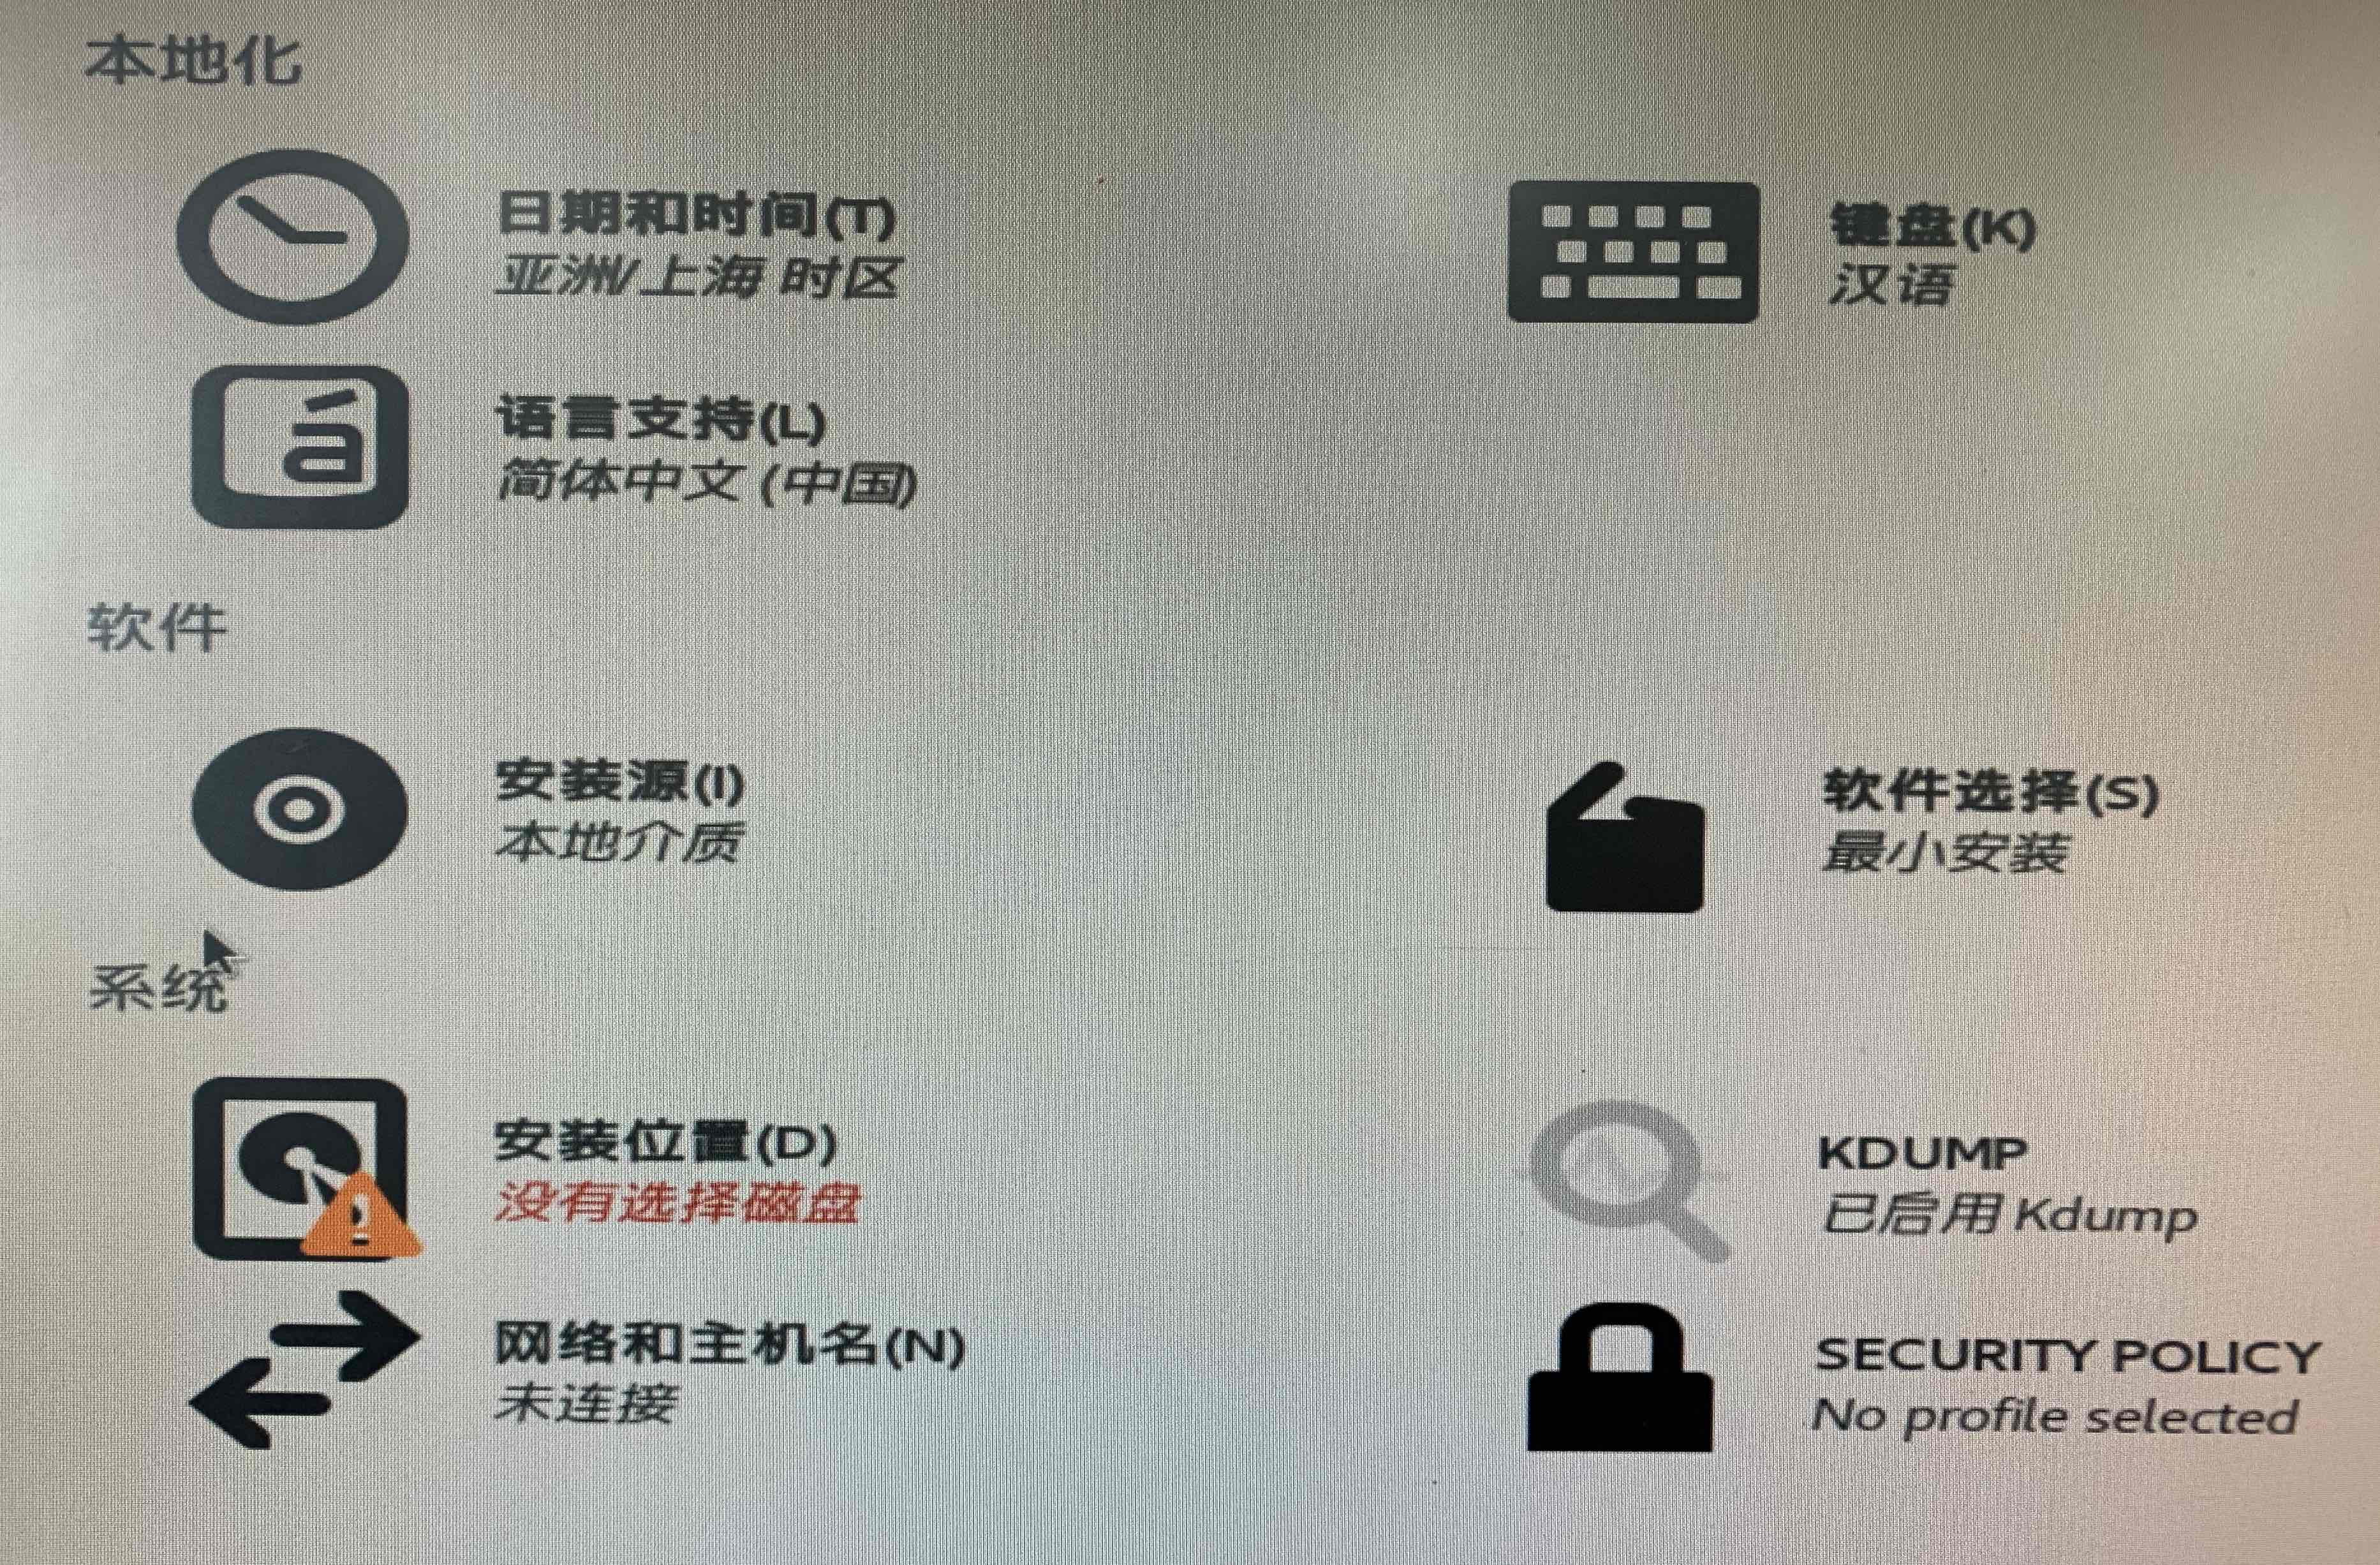 本地化
日期和时间(T)
亚洲/上海 时区
键盘(K)
汉语
语言支持(L)
简体中文 (中国)
软件
安装源(I)
本地介质
软件选择(S)
最小安装
系统
安装位置(D)
没有选择磁盘
KDUMP
已启用 Kdump
网络和主机名(N)
未连接
SECURITY POLICY
No profile selected